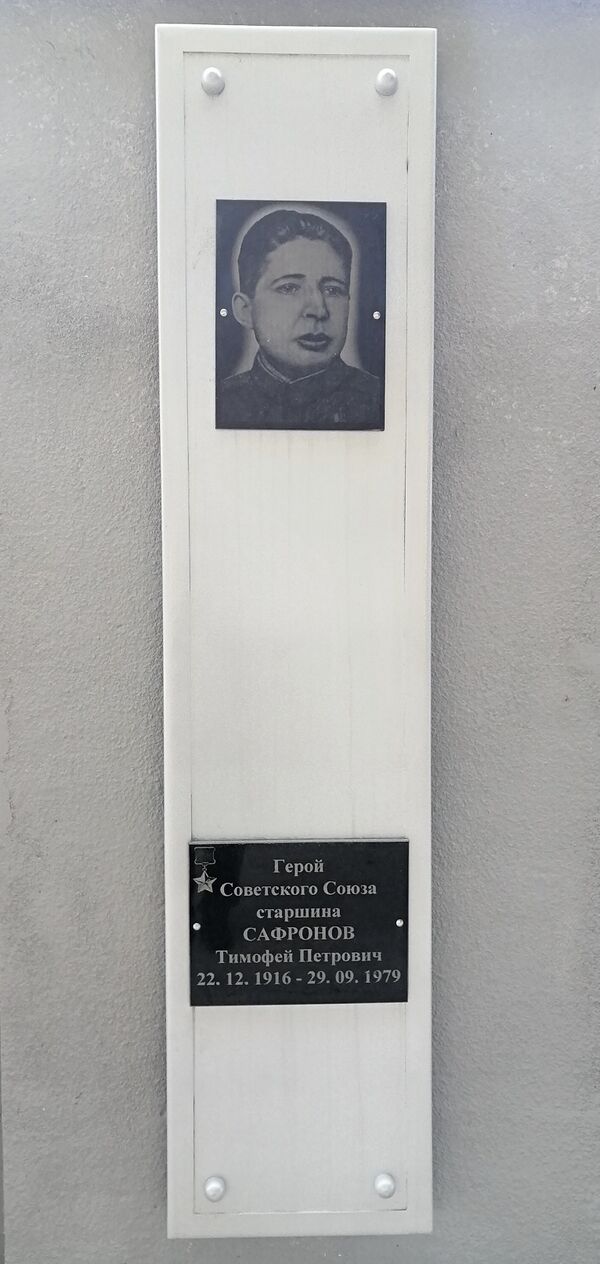 Герой
Советского Союза
старшина
САФРОНОВ
Тимофей Петрович
22. 12. 1916 - 29. 09. 1979